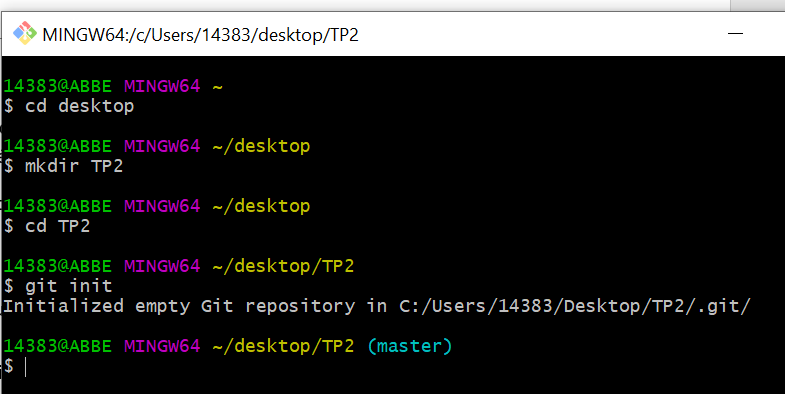 MINGW64:/c/Users/14383/desktop/TP2
14383@ABBE MINGW64 ~
$ cd desktop
14383@ABBE MINGW64 ~/desktop
$ mkdir TP2
14383@ABBE MINGW64 ~/desktop
$ cd TP2
14383@ABBE MINGW64 ~/desktop/TP2
$ git init
Initialized empty Git repository in C:/Users/14383/Desktop/TP2/.git/
14383@ABBE MINGW64 ~/desktop/TP2 (master)
$